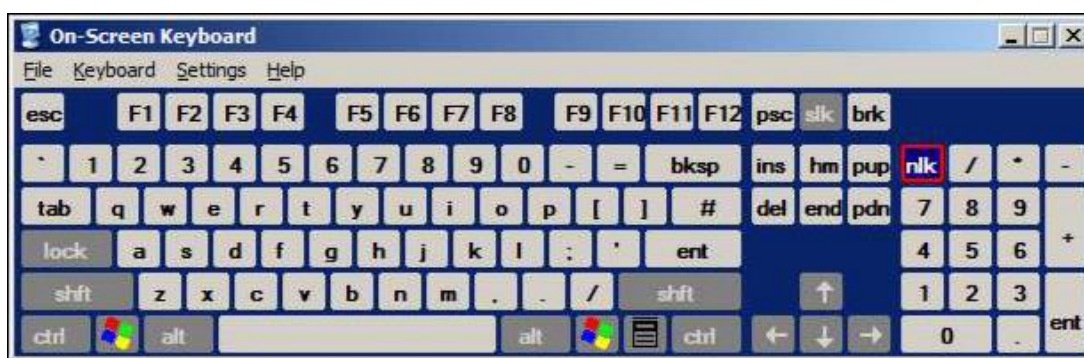 On-Screen Keyboard
File Keyboard Settings Help
esc F1 F2 F3 F4 F5 F6 F7 F8 F9 F10 F11 F12 psc slk brk
` 1 2 3 4 5 6 7 8 9 0 - = bksp ins hm pup nlk / * -
tab q w e r t y u i o p [ ] # del end pdn 7 8 9 +
lock a s d f g h j k l ; ' ent 4 5 6
shft z x c v b n m , . / shft ↑ 1 2 3 ent
ctrl alt alt ctrl ← ↓ → 0 .